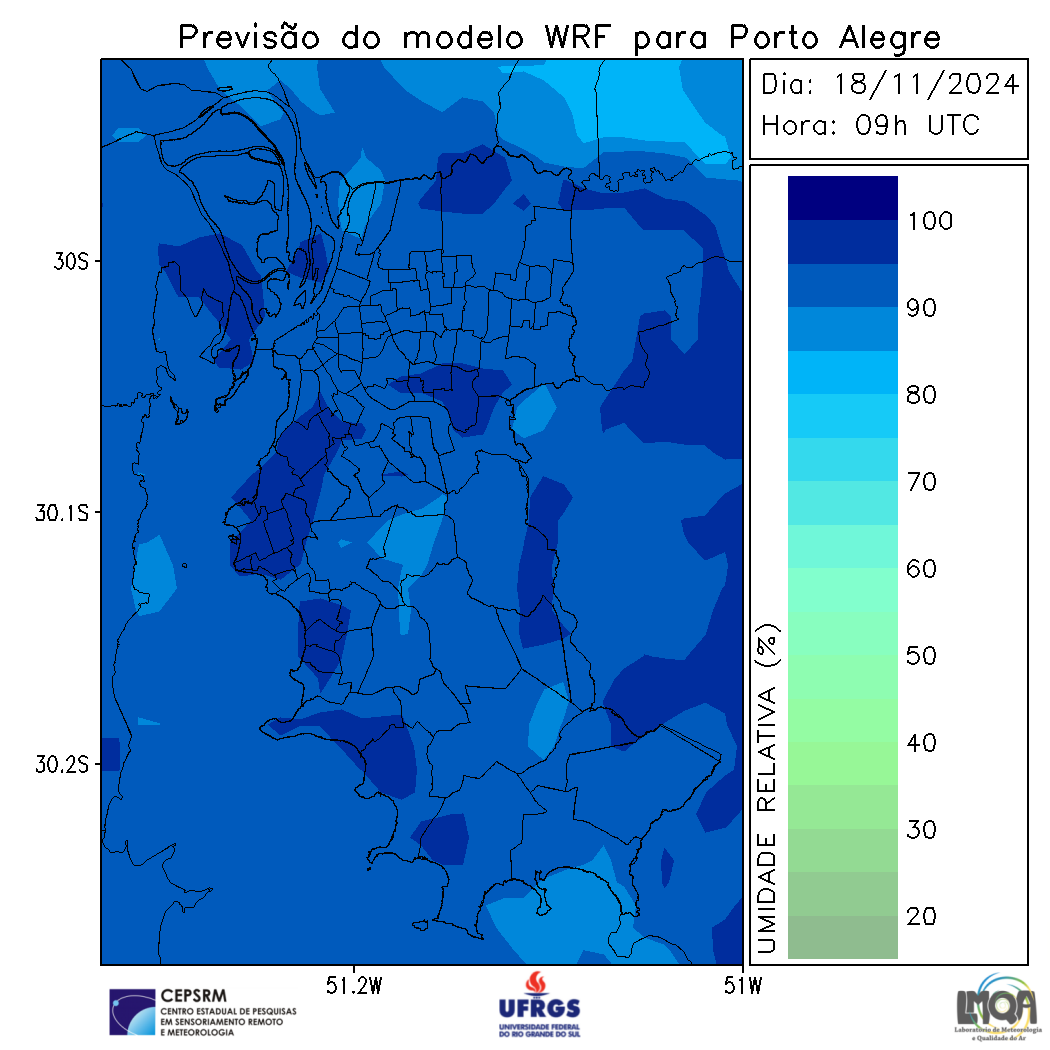 Previsão do modelo WRF para Porto Alegre
Dia: 18/11/2024
Hora: 09h UTC
30S
30.1S
30.2S
51.2W
51W
UMIDADE RELATIVA (%)
100
90
80
70
60
50
40
30
20
CEPSRM
CENTRO ESTADUAL DE PESQUISAS
EM SENSORIAMENTO REMOTO
E METEOROLOGIA
UFRGS
UNIVERSIDADE FEDERAL
DO RIO GRANDE DO SUL
LMQA
Laboratório de Meteorologia
e Qualidade do Ar